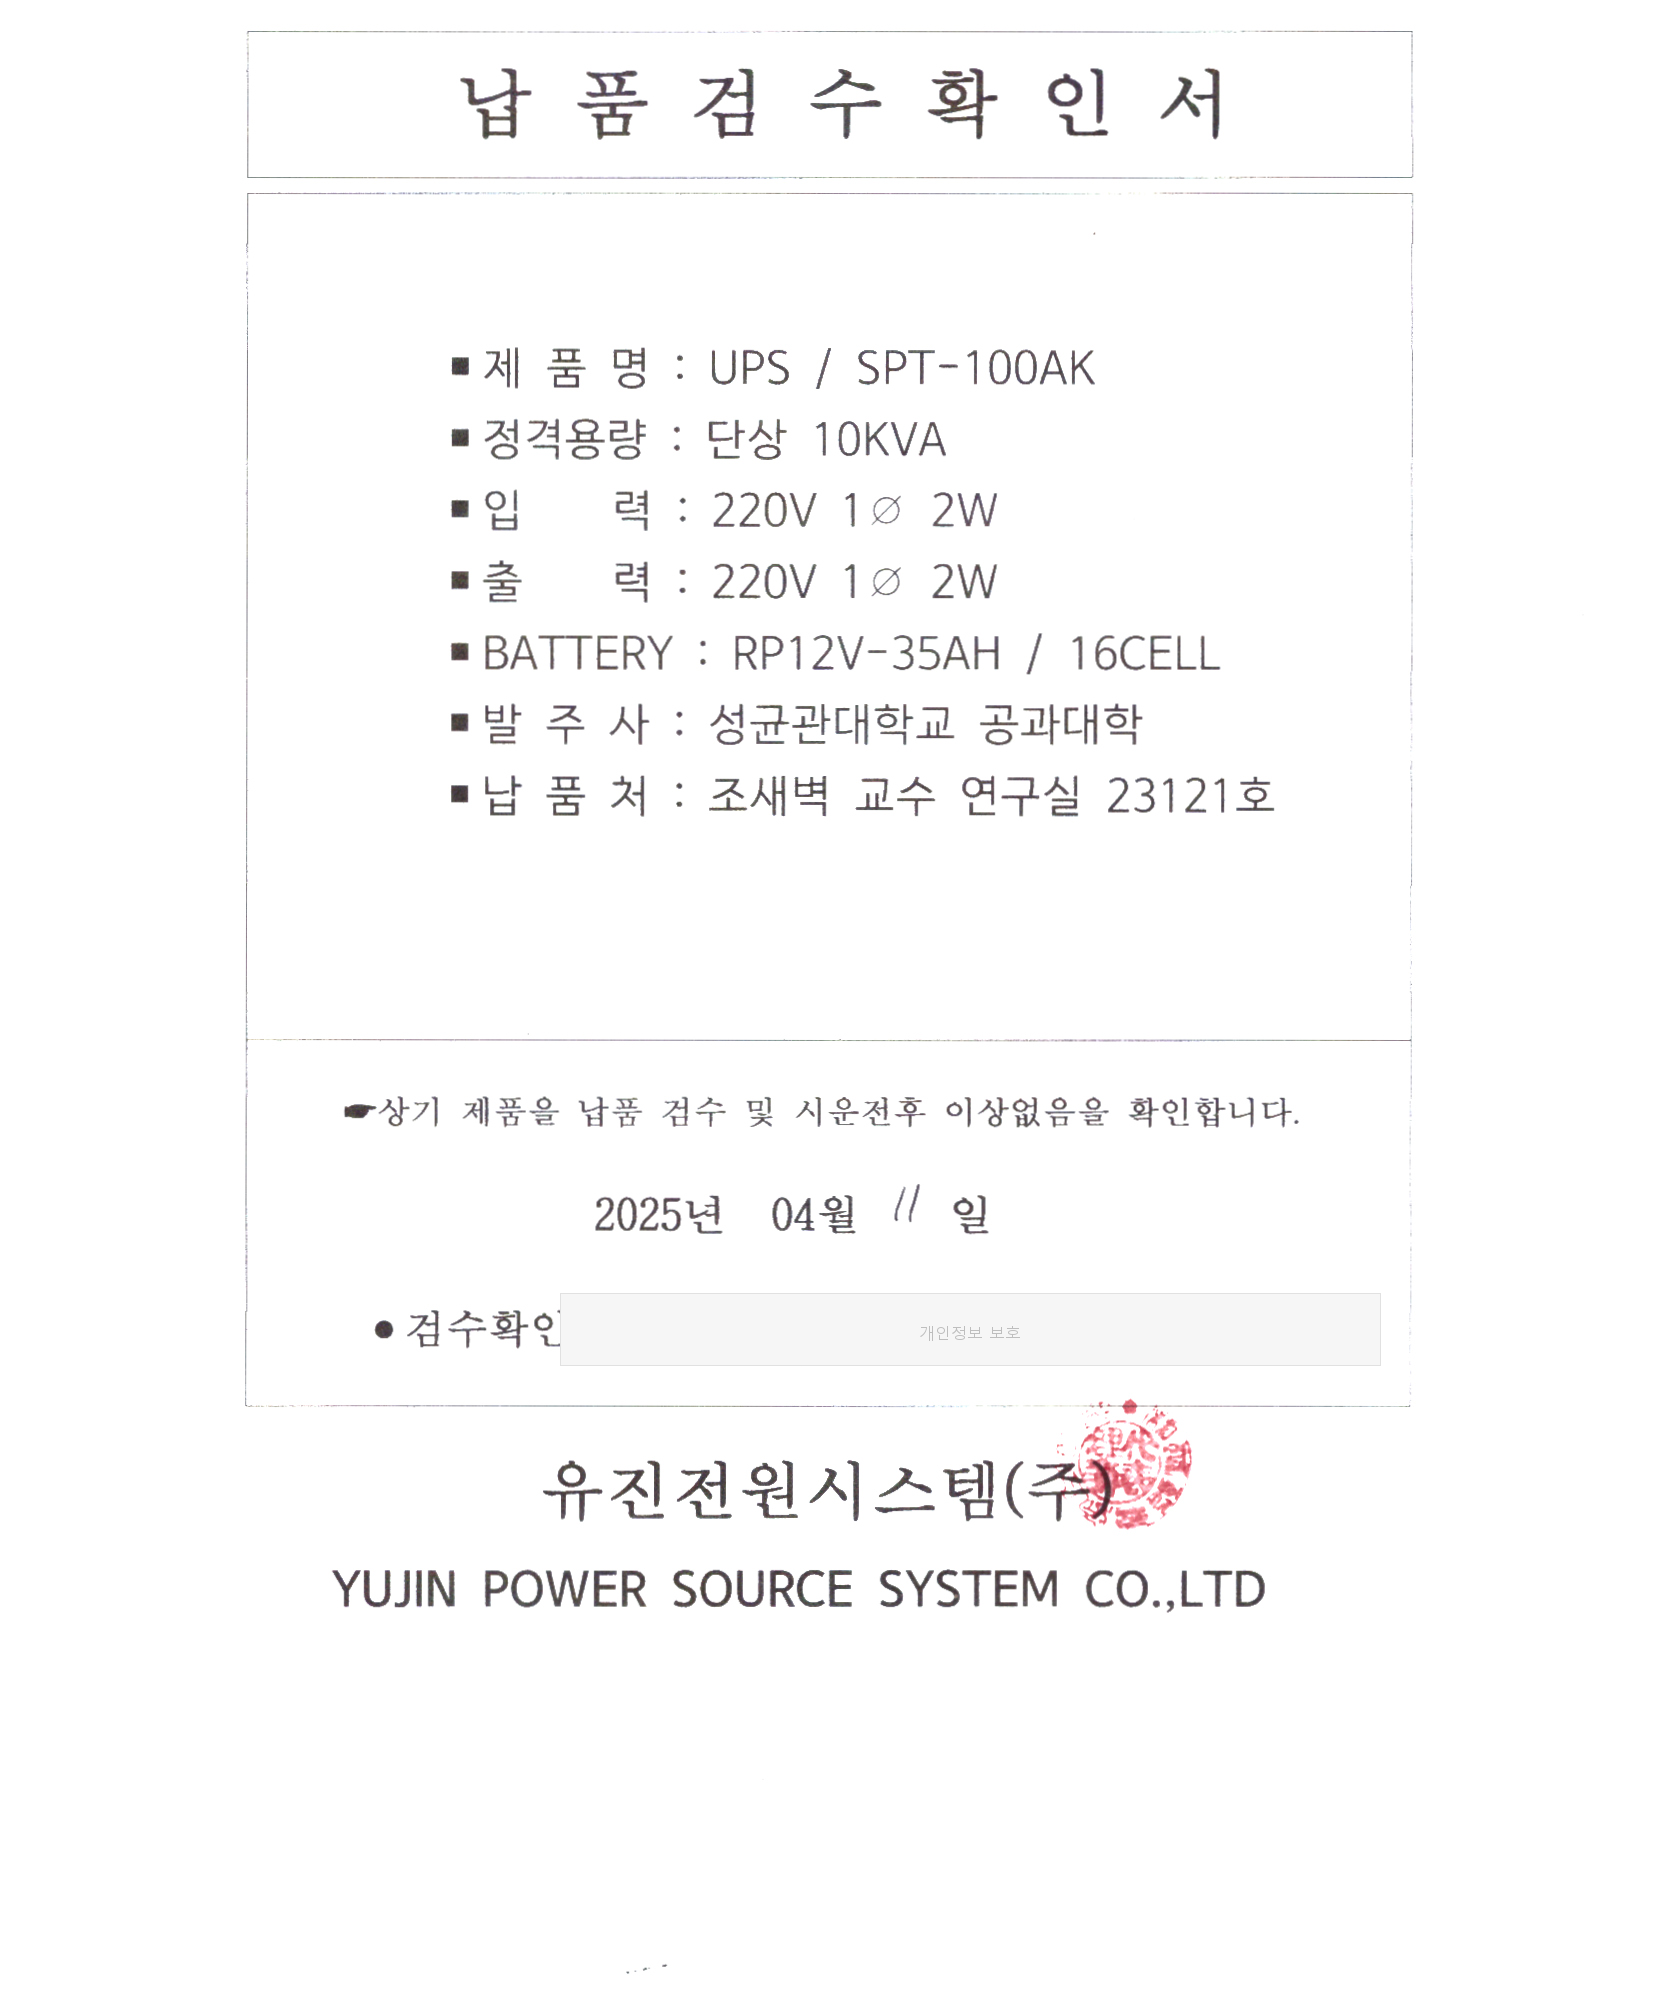 납 품 검 수 확 인 서
■ 제 품 명 : UPS / SPT-100AK
■ 정격용량 : 단상 10KVA
■ 입 력 : 220V 1∅ 2W
■ 출 력 : 220V 1∅ 2W
■ BATTERY : RP12V-35AH / 16CELL
■ 발 주 사 : 성균관대학교 공과대학
■ 납 품 처 : 조새벽 교수 연구실 23121호
☛상기 제품을 납품 검수 및 시운전후 이상없음을 확인합니다.
2025년 04월 11 일
● 검수확인
개인정보 보호
유진전원시스템(주)
YUJIN POWER SOURCE SYSTEM CO.,LTD